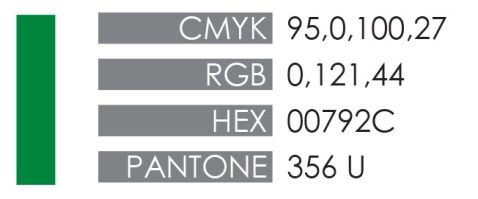 CMYK 95,0,100,27
RGB 0,121,44
HEX 00792C
PANTONE 356 U